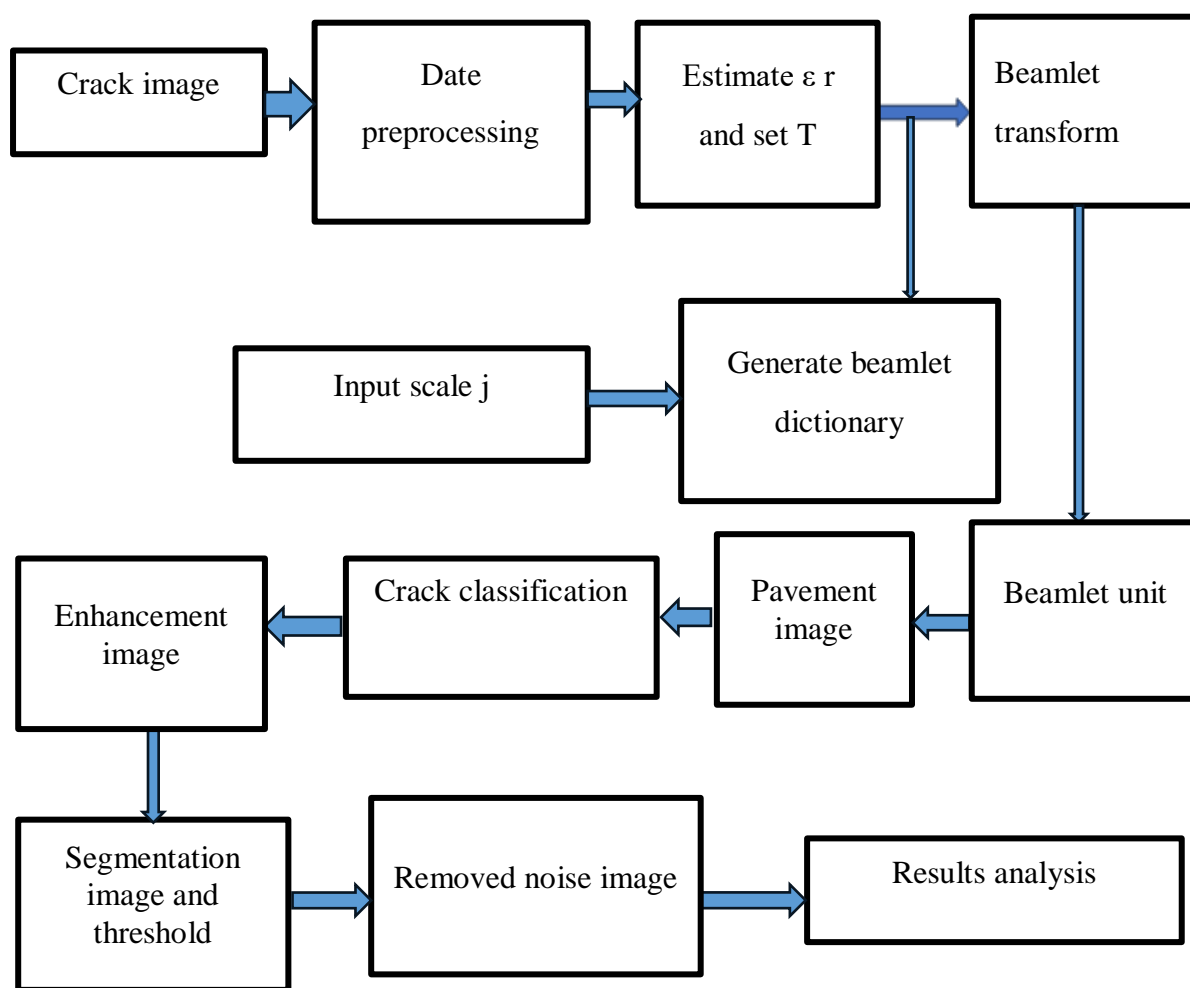 Crack image
Date
preprocessing
Estimate ε r
and set T
Beamlet
transform
Input scale j
Generate beamlet
dictionary
Enhancement
image
Crack classification
Pavement
image
Beamlet unit
Segmentation
image and
threshold
Removed noise image
Results analysis